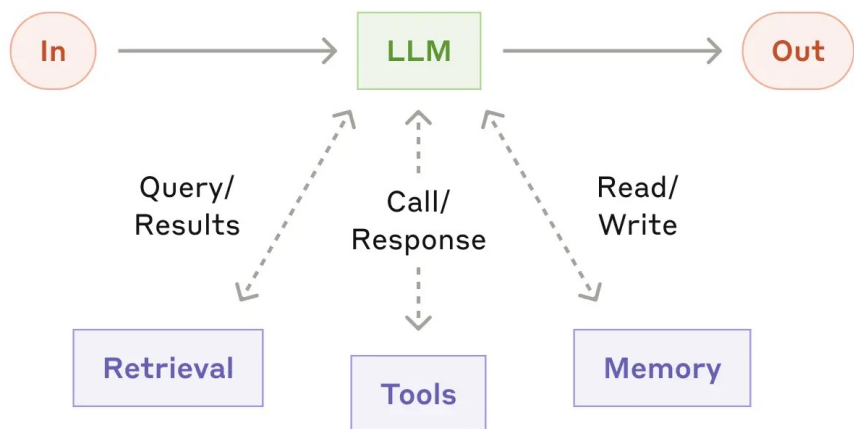 In
LLM
Out
Query/
Results
Call/
Response
Read/
Write
Retrieval
Tools
Memory